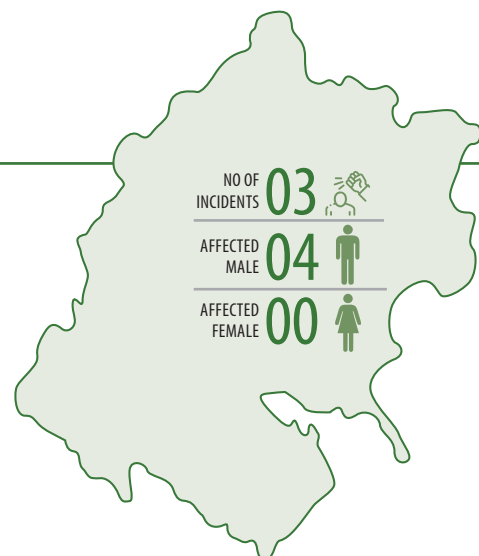 NO OF
INCIDENTS 03
AFFECTED
MALE 04
AFFECTED
FEMALE 00